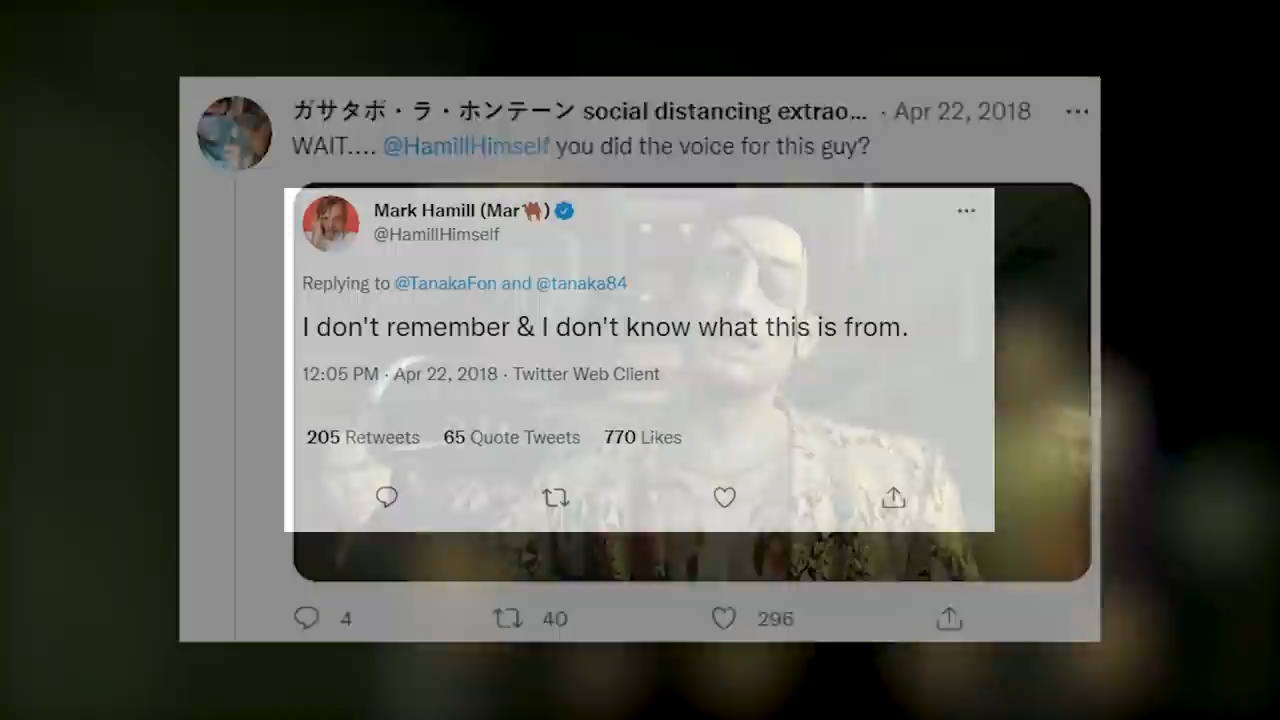 ガサタボ・ラ・ホンテーン social distancing extrao... · Apr 22, 2018
WAIT.... @HamillHimself you did the voice for this guy?
Mark Hamill (Mar🐪)
@HamillHimself
Replying to @TanakaFon and @tanaka84
I don't remember & I don't know what this is from.
12:05 PM · Apr 22, 2018 · Twitter Web Client
205 Retweets 65 Quote Tweets 770 Likes
4 40 296